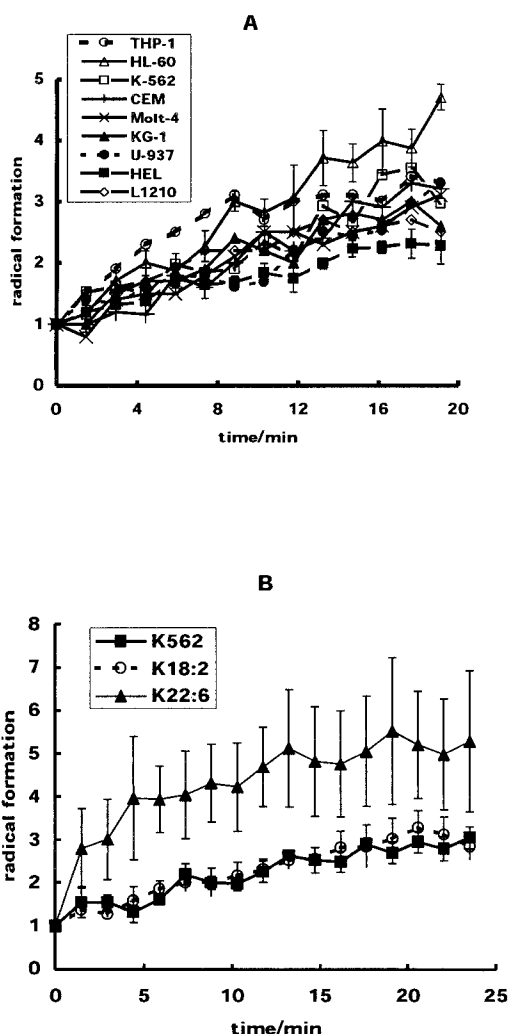 A
THP-1
HL-60
K-562
CEM
Molt-4
KG-1
U-937
HEL
L1210
5
4
3
2
1
0
radical formation
0 4 8 12 16 20
time/min
B
K562
K18:2
K22:6
8
7
6
5
4
3
2
1
0
radical formation
0 5 10 15 20 25
time/min